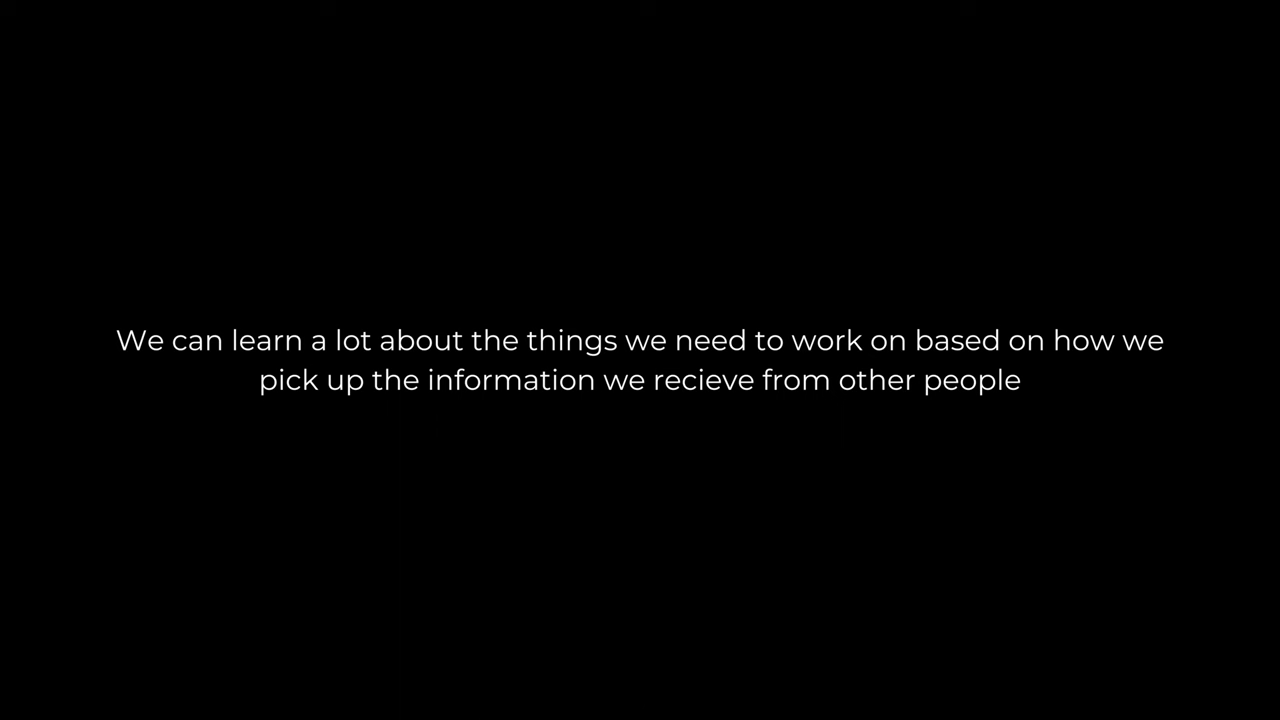 We can learn a lot about the things we need to work on based on how we
pick up the information we recieve from other people